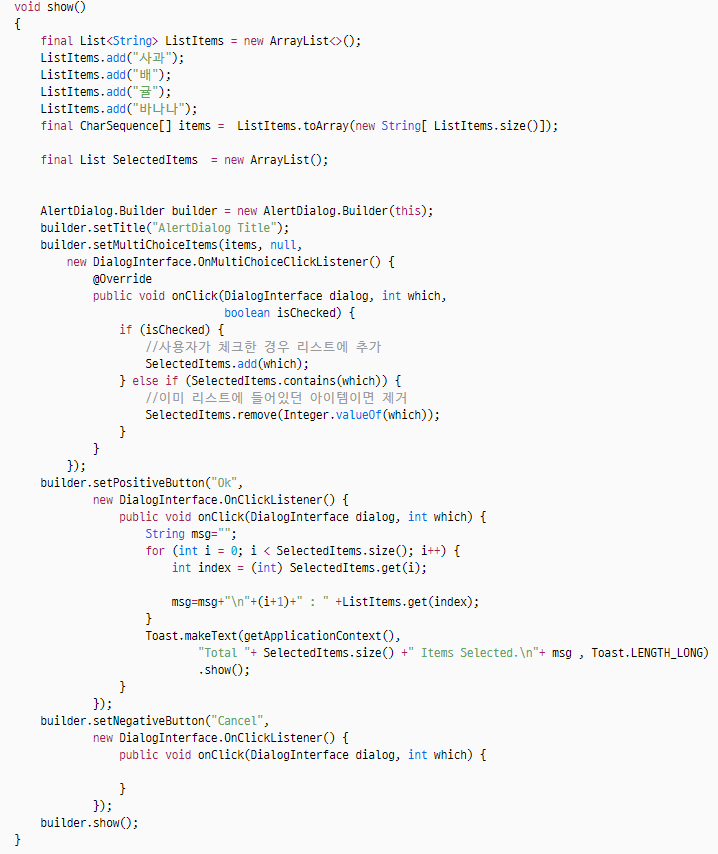 void show()
{
    final List<String> ListItems = new ArrayList<>();
    ListItems.add("사과");
    ListItems.add("배");
    ListItems.add("귤");
    ListItems.add("바나나");
    final CharSequence[] items =  ListItems.toArray(new String[ ListItems.size()]);

    final List SelectedItems  = new ArrayList();


    AlertDialog.Builder builder = new AlertDialog.Builder(this);
    builder.setTitle("AlertDialog Title");
    builder.setMultiChoiceItems(items, null,
        new DialogInterface.OnMultiChoiceClickListener() {
            @Override
            public void onClick(DialogInterface dialog, int which,
                                boolean isChecked) {
                if (isChecked) {
                    //사용자가 체크한 경우 리스트에 추가
                    SelectedItems.add(which);
                } else if (SelectedItems.contains(which)) {
                    //이미 리스트에 들어있던 아이템이면 제거
                    SelectedItems.remove(Integer.valueOf(which));
                }
            }
        });
    builder.setPositiveButton("Ok",
            new DialogInterface.OnClickListener() {
                public void onClick(DialogInterface dialog, int which) {
                    String msg="";
                    for (int i = 0; i < SelectedItems.size(); i++) {
                        int index = (int) SelectedItems.get(i);

                        msg=msg+"\n"+(i+1)+" : " +ListItems.get(index);
                    }
                    Toast.makeText(getApplicationContext(),
                            "Total "+ SelectedItems.size() +" Items Selected.\n"+ msg , Toast.LENGTH_LONG)
                            .show();
                }
            });
    builder.setNegativeButton("Cancel",
            new DialogInterface.OnClickListener() {
                public void onClick(DialogInterface dialog, int which) {

                }
            });
    builder.show();
}